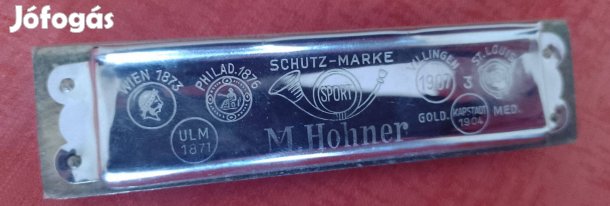 Jófogás
SCHUTZ-MARKE
WIEN 1873
PHILAD. 1876
SPORT
VILLINGEN
1907
3
ST. LOUIS
ULM
1871
M. Hohner
GOLD.
KAPSTADT
1904
MED.